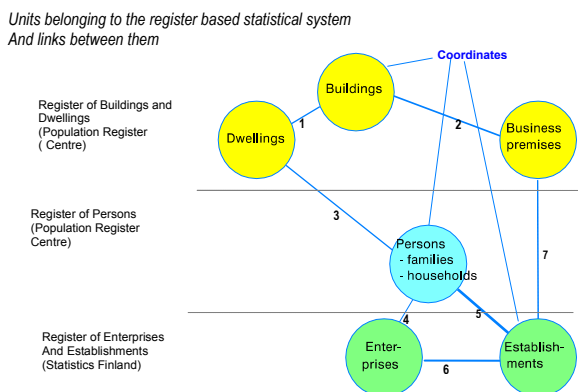 Units belonging to the register based statistical system
And links between them
Coordinates
Buildings
Register of Buildings and
Dwellings
(Population Register
( Centre)
1
2
Dwellings
Business
premises
Register of Persons
(Population Register
Centre)
3
Persons
- families
- households
7
4
5
Register of Enterprises
And Establishments
(Statistics Finland)
Enter-
prises
6
Establish-
ments